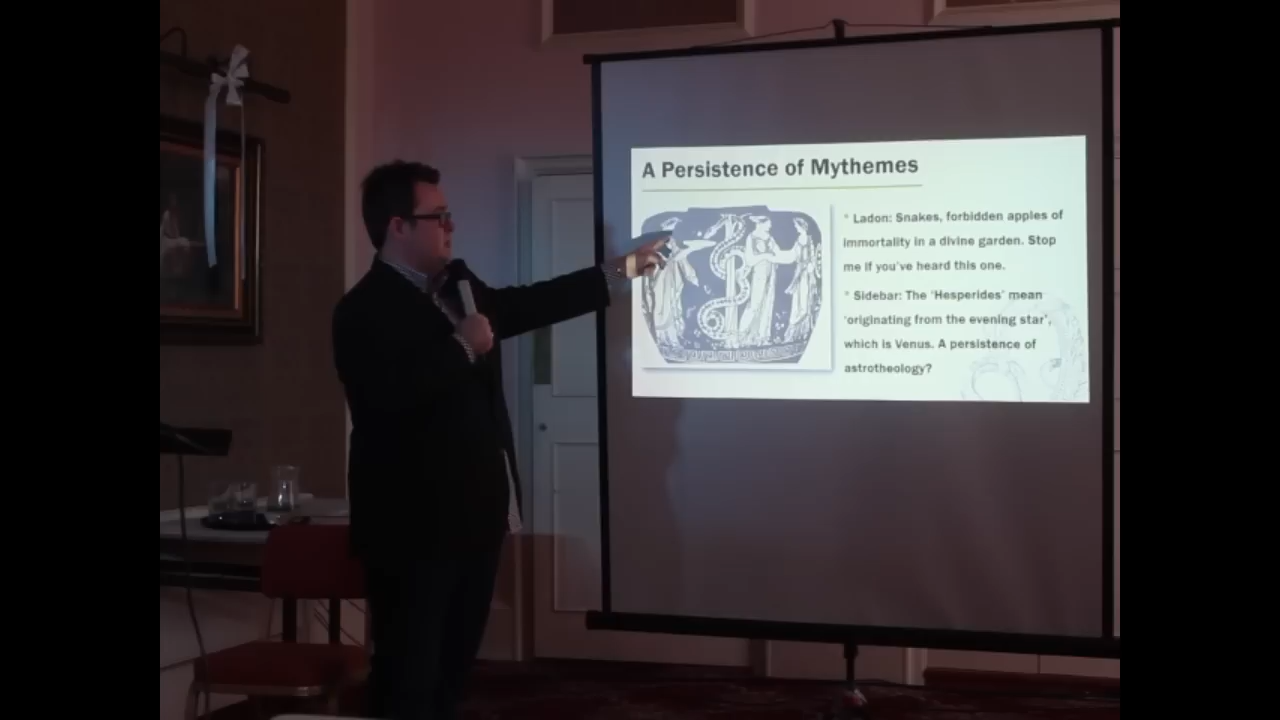 A Persistence of Mythemes
* Ladon: Snakes, forbidden apples of
immortality in a divine garden. Stop
me if you've heard this one.
* Sidebar: The 'Hesperides' mean
'originating from the evening star',
which is Venus. A persistence of
astrotheology?